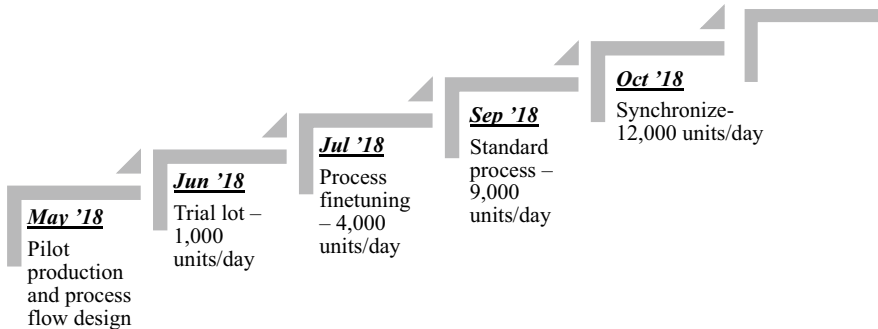 May ’18
Pilot
production
and process
flow design
Jun ’18
Trial lot –
1,000
units/day
Jul ’18
Process
finetuning
– 4,000
units/day
Sep ’18
Standard
process –
9,000
units/day
Oct ’18
Synchronize-
12,000 units/day